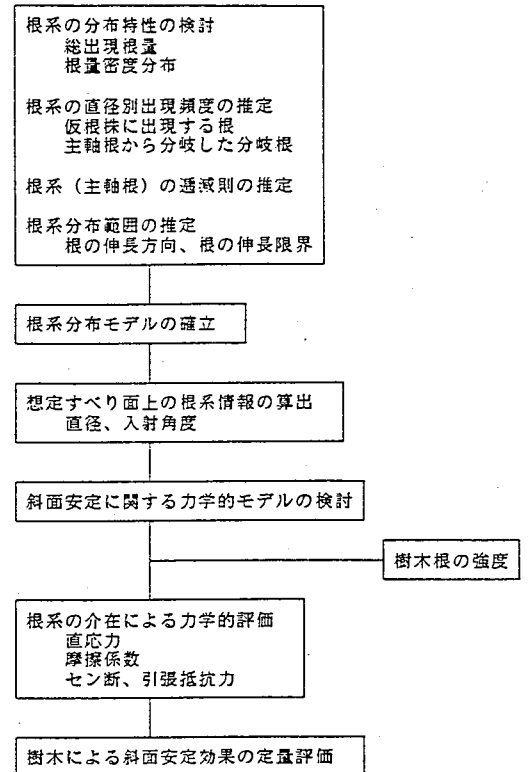 根系の分布特性の検討
総出現根量
根量密度分布
根系の直径別出現頻度の推定
仮根株に出現する根
主軸根から分岐した分岐根
根系（主軸根）の逓減則の推定
根系分布範囲の推定
根の伸長方向、根の伸長限界
根系分布モデルの確立
想定すべり面上の根系情報の算出
直径、入射角度
斜面安定に関する力学的モデルの検討
樹木根の強度
根系の介在による力学的評価
直応力
摩擦係数
セン断、引張抵抗力
樹木による斜面安定効果の定量評価